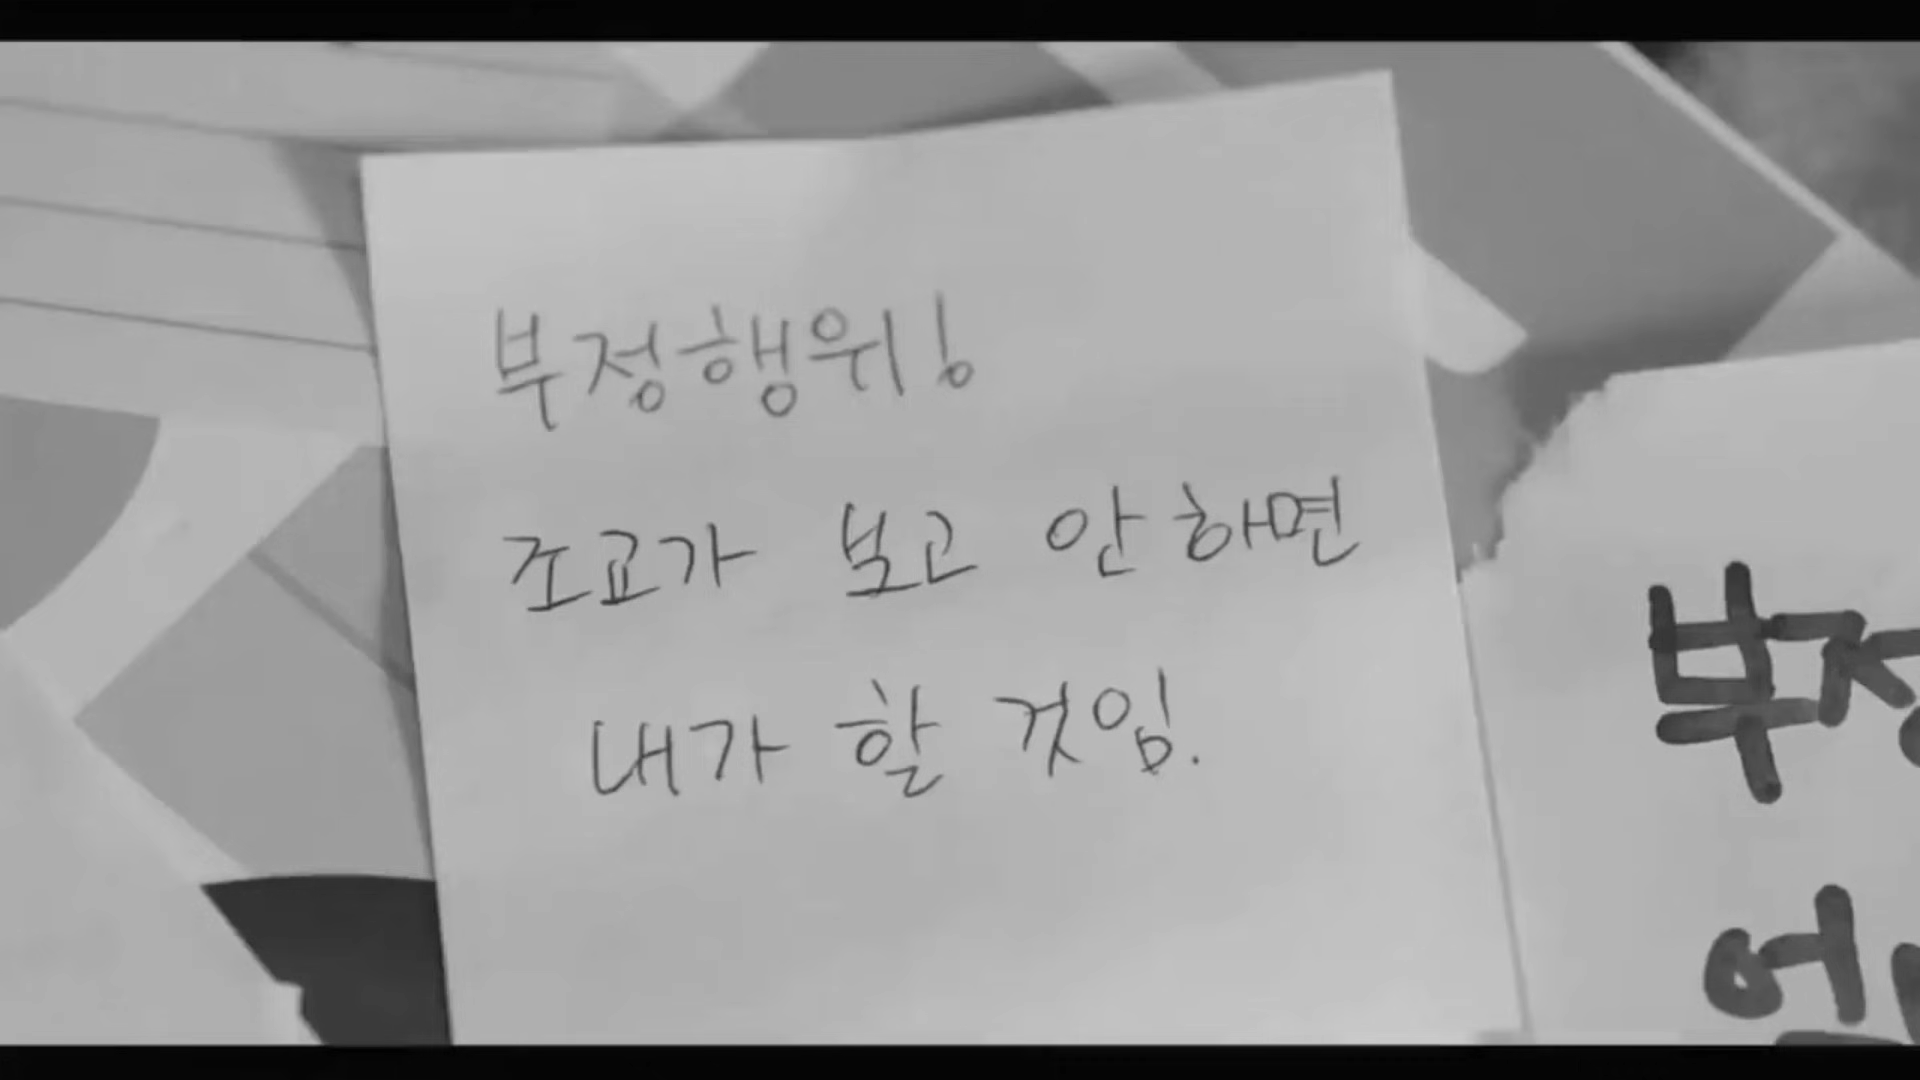 부정행위!
조교가 보고 안하면
내가 할 것임.